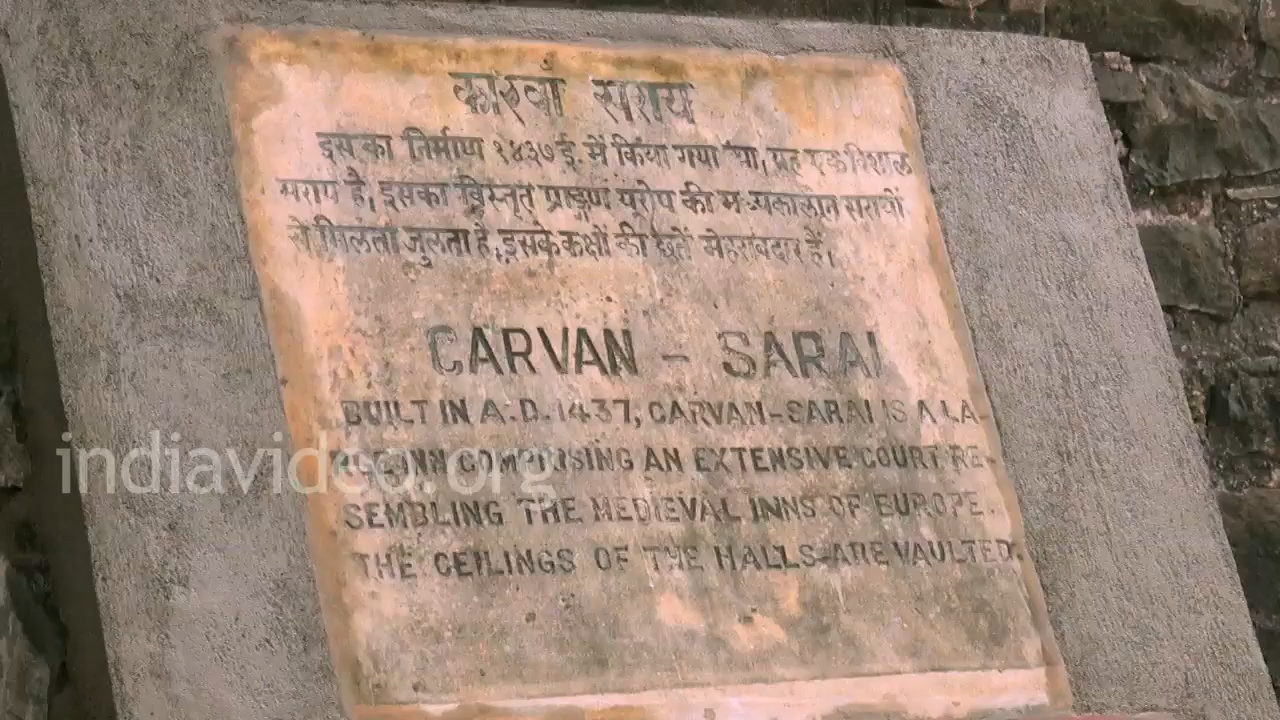 कारवाँ सराय
इसका निर्माण १४३७ ई. में किया गया था, यह एक विशाल
सराय है, इसका विस्तृत प्राङ्गण यूरोप की मध्यकालीन सरायों
से मिलता जुलता है, इसके कक्षों की छतें मेहराबदार हैं।
CARVAN - SARAI
BUILT IN A.D. 1437, CARVAN-SARAI IS A LA-
RGE INN COMPRISING AN EXTENSIVE COURT RE-
SEMBLING THE MEDIEVAL INNS OF EUROPE.
THE CEILINGS OF THE HALLS ARE VAULTED.
indiavideo.org